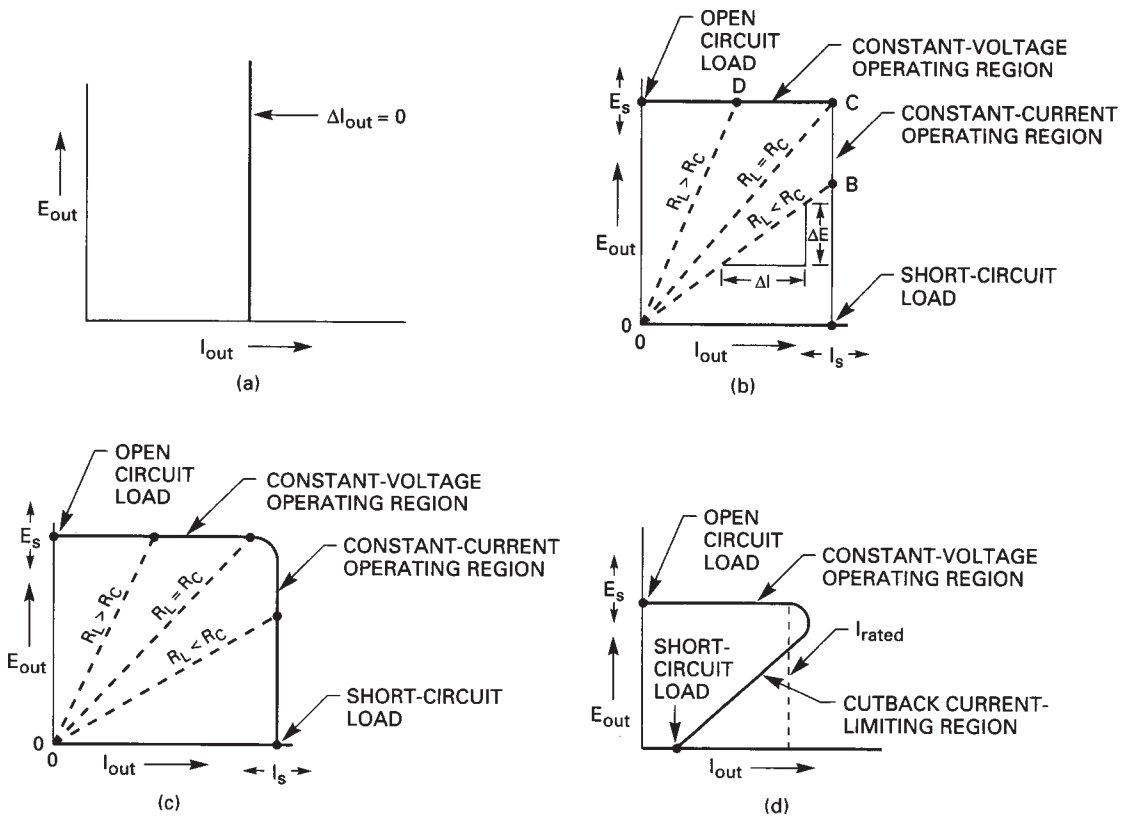 ΔI_out = 0
E_out
I_out
(a)
OPEN
CIRCUIT
LOAD
CONSTANT-VOLTAGE
OPERATING REGION
D
E_s
C
CONSTANT-CURRENT
OPERATING REGION
R_L > R_C
R_L = R_C
R_L < R_C
B
ΔE
ΔI
E_out
SHORT-CIRCUIT
LOAD
0
0
I_out
I_s
(b)
OPEN
CIRCUIT
LOAD
CONSTANT-VOLTAGE
OPERATING REGION
E_s
CONSTANT-CURRENT
OPERATING REGION
R_L > R_C
R_L = R_C
R_L < R_C
E_out
SHORT-CIRCUIT
LOAD
0
0
I_out
I_s
(c)
OPEN
CIRCUIT
LOAD
CONSTANT-VOLTAGE
OPERATING REGION
E_s
I_rated
SHORT-
CIRCUIT
LOAD
CUTBACK CURRENT-
LIMITING REGION
E_out
I_out
(d)